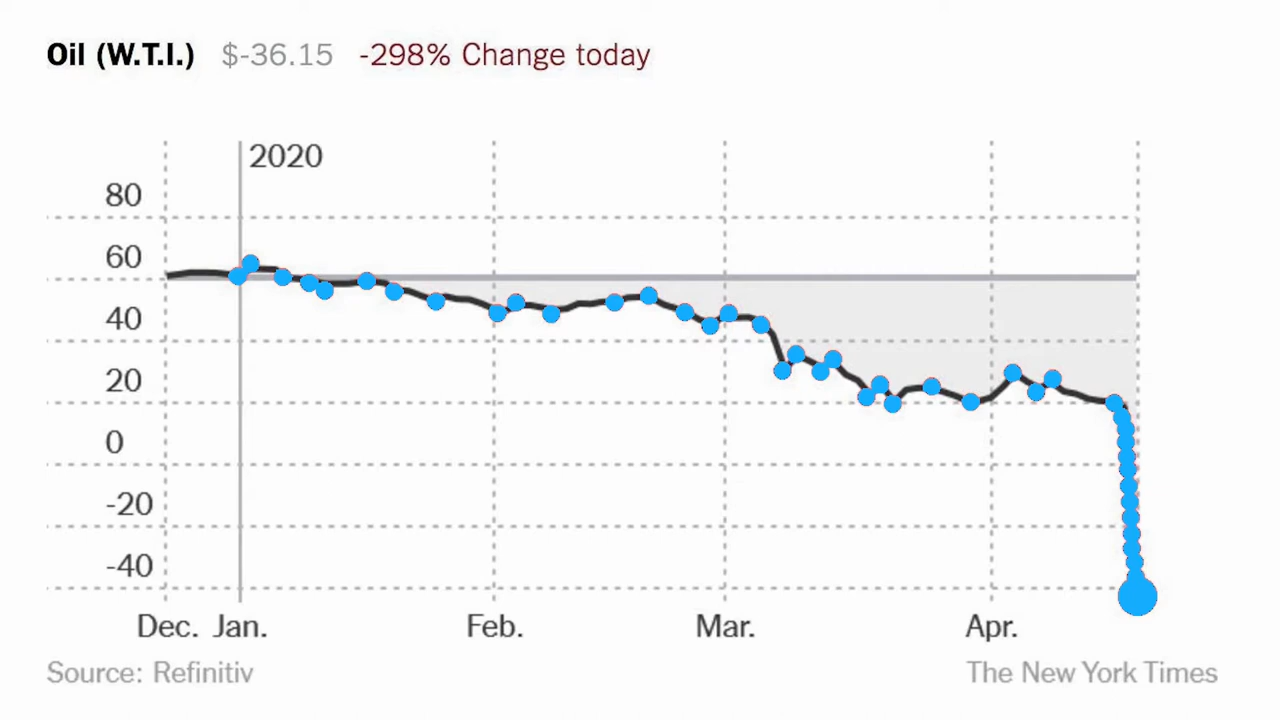 Oil (W.T.I.) $-36.15 -298% Change today
2020
80
60
40
20
0
-20
-40
Dec. Jan. Feb. Mar. Apr.
Source: Refinitiv The New York Times